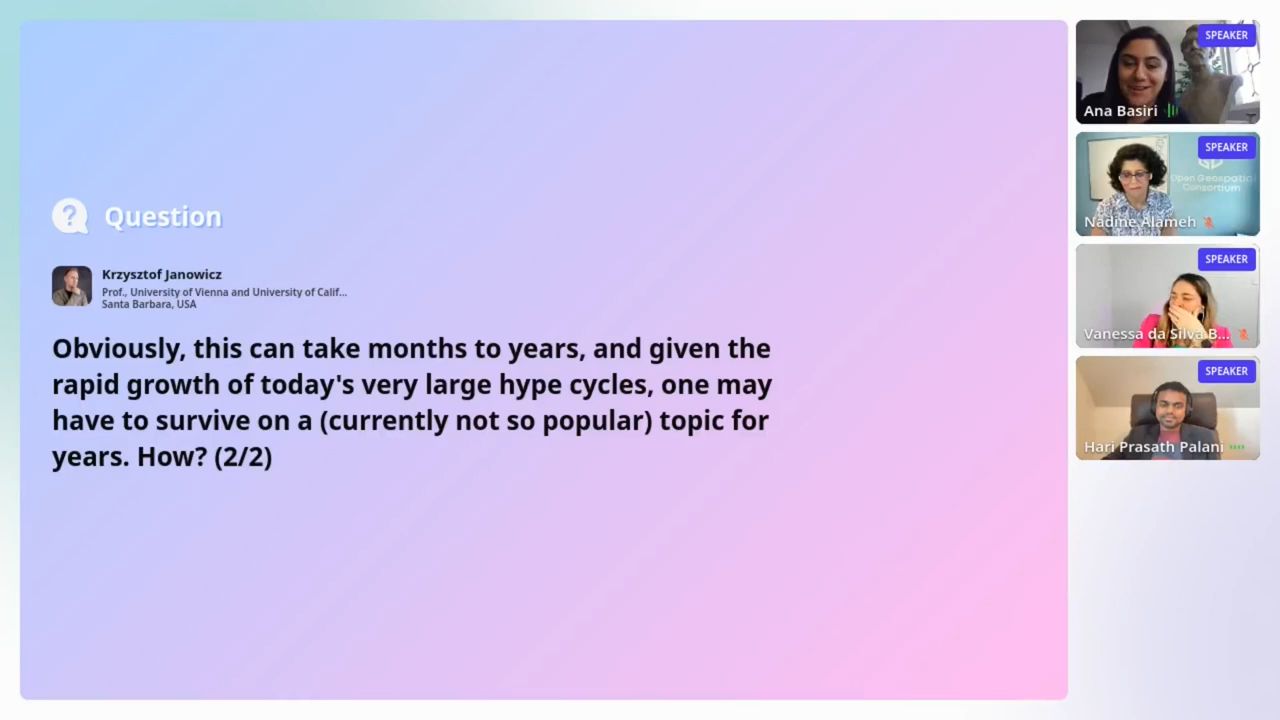 Question
Krzysztof Janowicz
Prof., University of Vienna and University of Calif...
Santa Barbara, USA
Obviously, this can take months to years, and given the
rapid growth of today's very large hype cycles, one may
have to survive on a (currently not so popular) topic for
years. How? (2/2)
SPEAKER
Ana Basiri
SPEAKER
Open Geospatial
Consortium
Nadine Alameh
SPEAKER
Vanessa da Silva B...
SPEAKER
Hari Prasath Palani